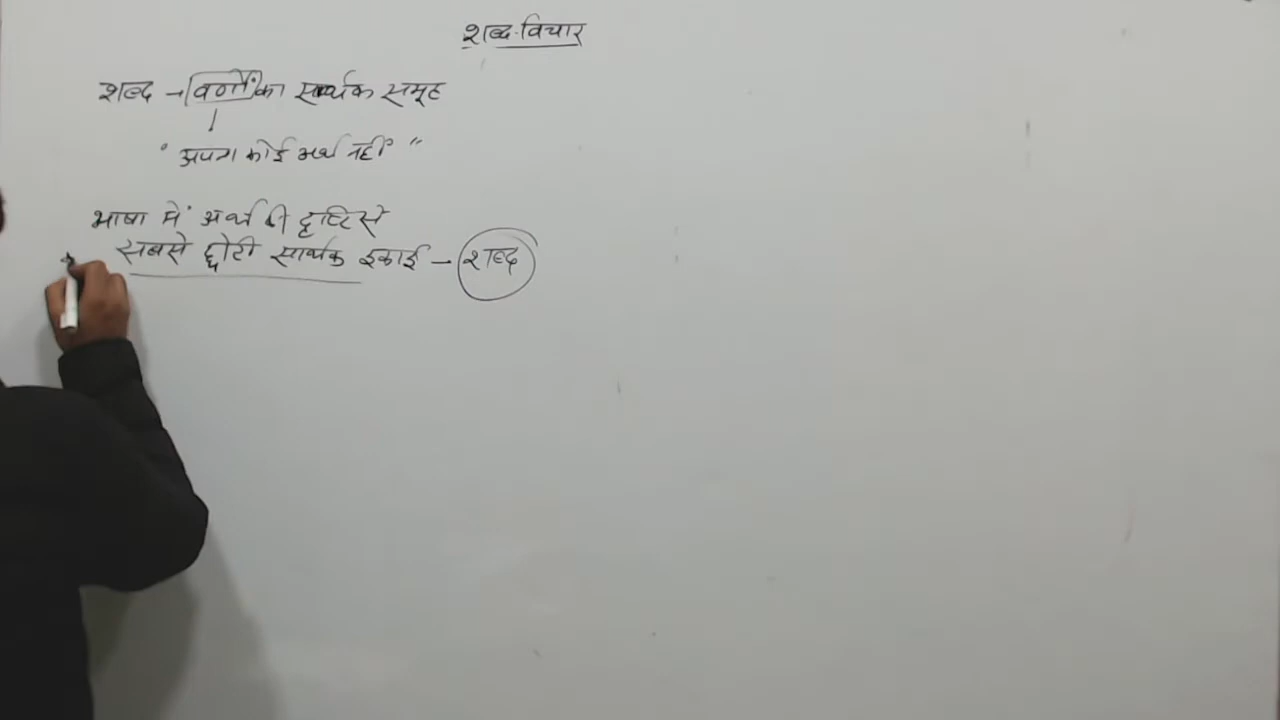 शब्द-विचार
शब्द → वर्णों का सार्थक समूह
" अपना कोई अर्थ नहीं "
भाषा में अर्थ की दृष्टि से
सबसे छोटी सार्थक इकाई - शब्द